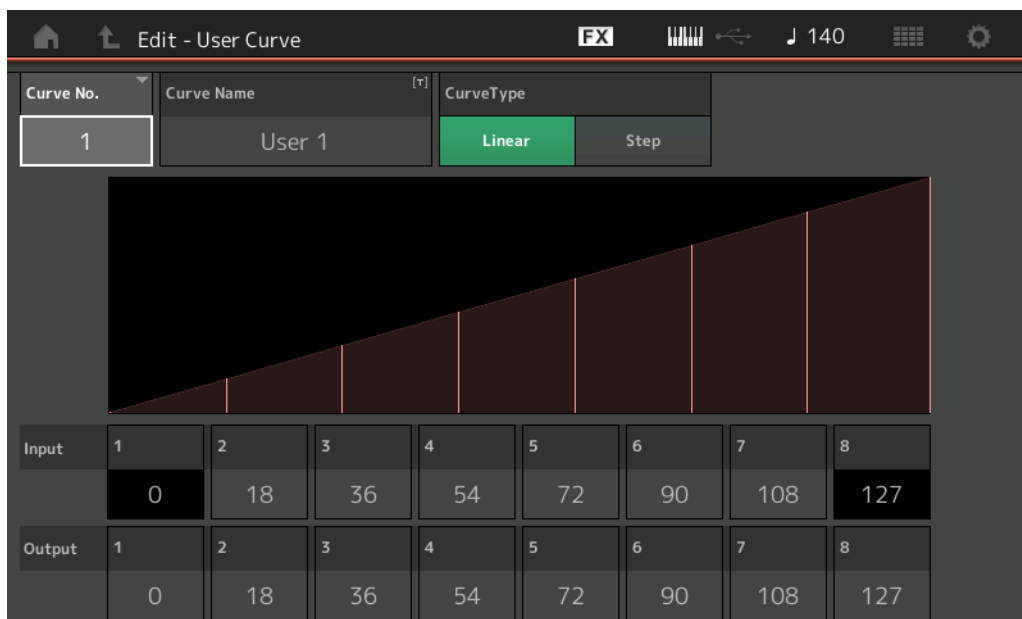 Edit - User Curve FX ♩ 140
Curve No. Curve Name [T] CurveType
1 User 1 Linear Step
Input 1 2 3 4 5 6 7 8
0 18 36 54 72 90 108 127
Output 1 2 3 4 5 6 7 8
0 18 36 54 72 90 108 127